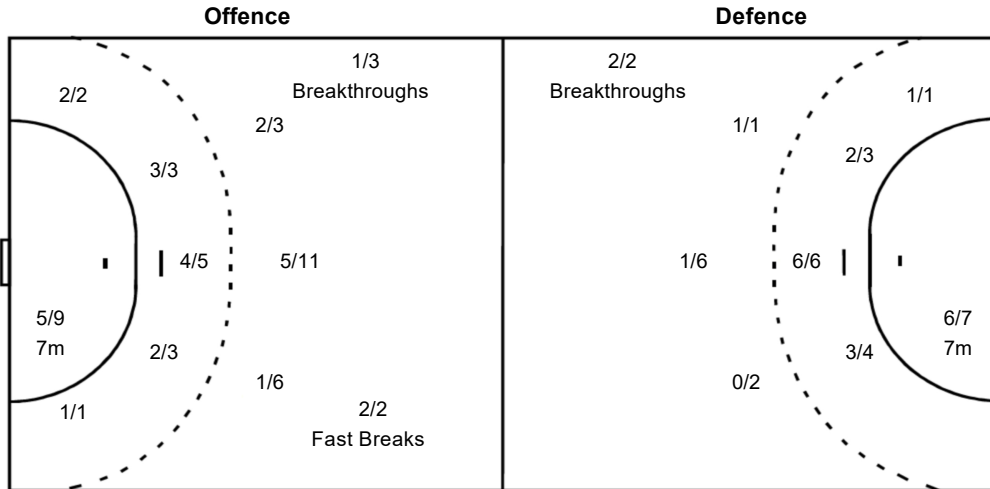 Offence
Defence
1/3
Breakthroughs
2/2
Breakthroughs
2/2
1/1
2/3
1/1
3/3
2/3
4/5
5/11
1/6
6/6
5/9
7m
6/7
7m
2/3
3/4
1/6
0/2
1/1
2/2
Fast Breaks